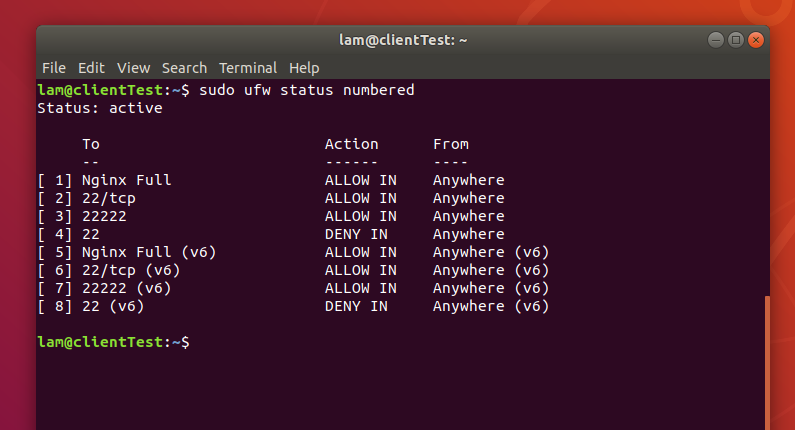 lam@clientTest: ~
File Edit View Search Terminal Help
lam@clientTest:~$ sudo ufw status numbered
Status: active
     To                         Action      From
     --                         ------      ----
[ 1] Nginx Full                 ALLOW IN    Anywhere
[ 2] 22/tcp                     ALLOW IN    Anywhere
[ 3] 22222                      ALLOW IN    Anywhere
[ 4] 22                         DENY IN     Anywhere
[ 5] Nginx Full (v6)            ALLOW IN    Anywhere (v6)
[ 6] 22/tcp (v6)                ALLOW IN    Anywhere (v6)
[ 7] 22222 (v6)                 ALLOW IN    Anywhere (v6)
[ 8] 22 (v6)                    DENY IN     Anywhere (v6)
lam@clientTest:~$